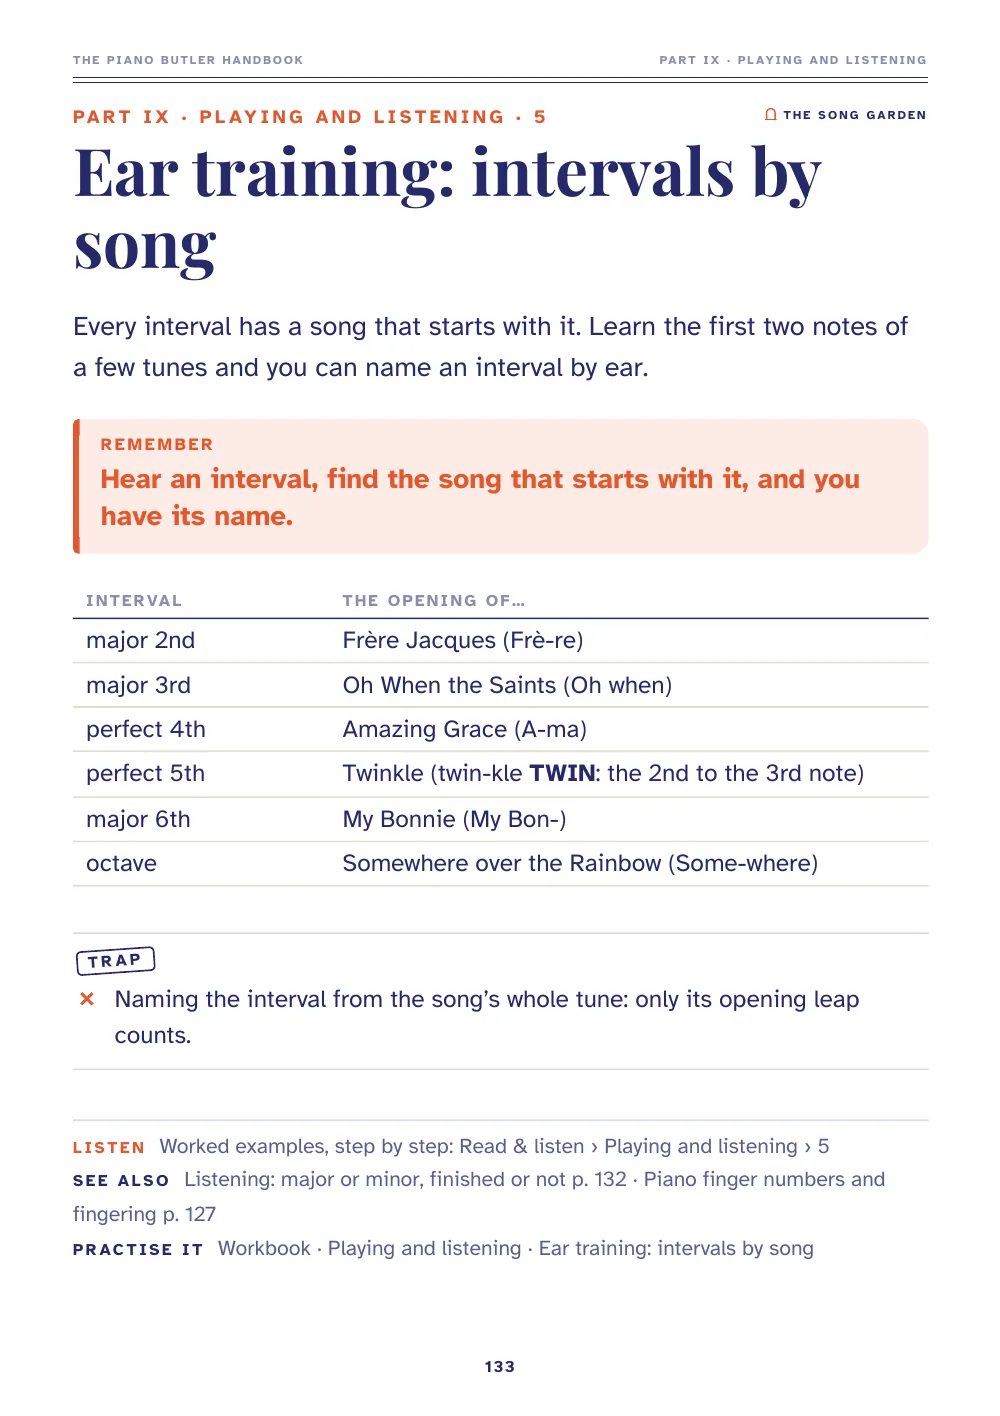 THE PIANO BUTLER HANDBOOK
PART IX · PLAYING AND LISTENING
PART IX · PLAYING AND LISTENING · 5
THE SONG GARDEN
Ear training: intervals by
song
Every interval has a song that starts with it. Learn the first two notes of
a few tunes and you can name an interval by ear.
REMEMBER
Hear an interval, find the song that starts with it, and you
have its name.
INTERVAL THE OPENING OF…
major 2nd Frère Jacques (Frè-re)
major 3rd Oh When the Saints (Oh when)
perfect 4th Amazing Grace (A-ma)
perfect 5th Twinkle (twin-kle TWIN: the 2nd to the 3rd note)
major 6th My Bonnie (My Bon-)
octave Somewhere over the Rainbow (Some-where)
TRAP
× Naming the interval from the song’s whole tune: only its opening leap
counts.
LISTEN Worked examples, step by step: Read & listen › Playing and listening › 5
SEE ALSO Listening: major or minor, finished or not p. 132 · Piano finger numbers and
fingering p. 127
PRACTISE IT Workbook · Playing and listening · Ear training: intervals by song
133